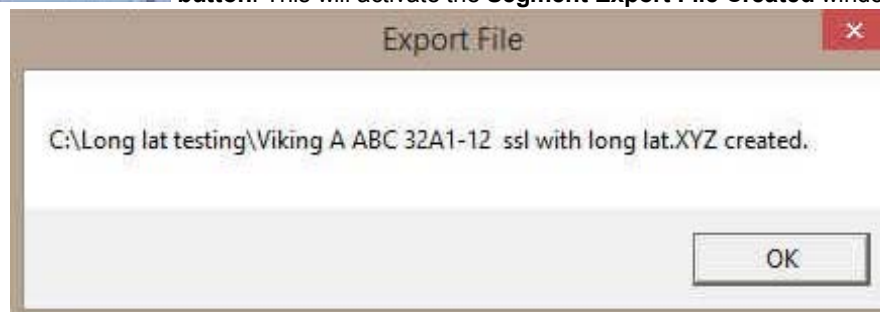 button. This will activate the Segment Export File Created
Export File
C:\Long lat testing\Viking A ABC 32A1-12  ssl with long lat.XYZ created.
OK